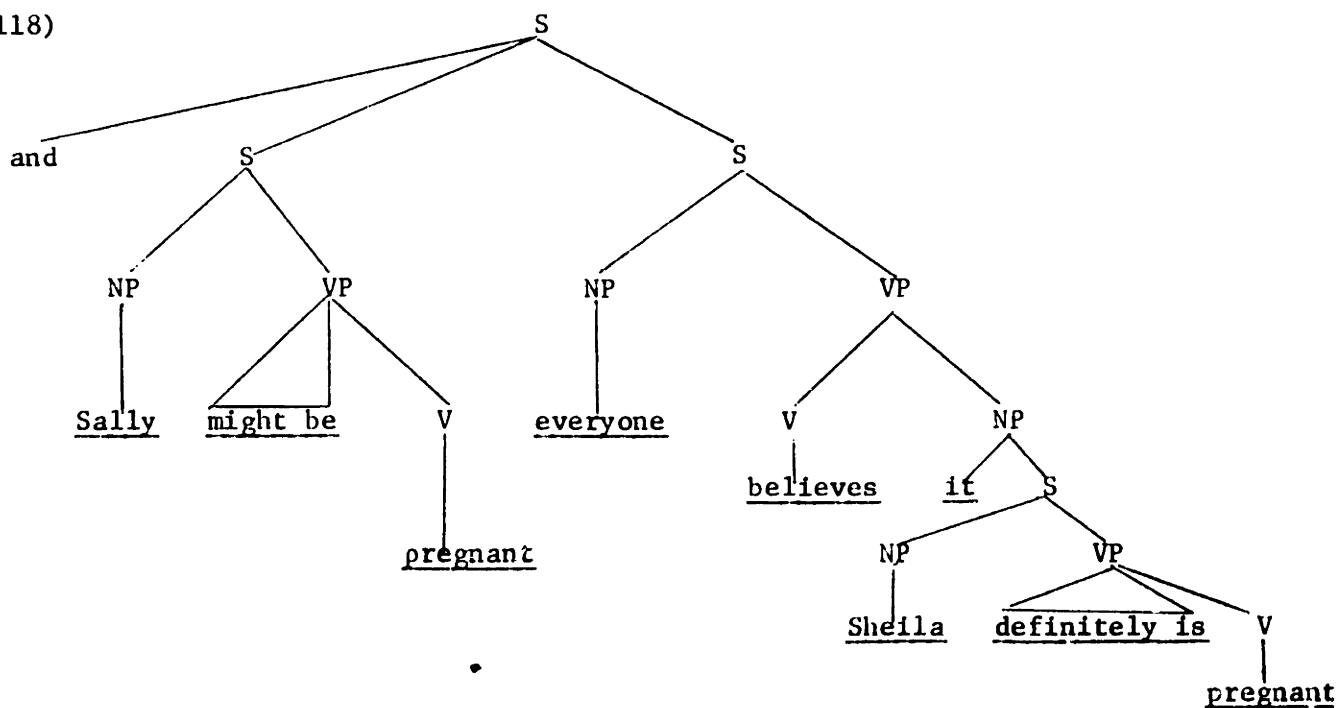 118)
S
and S S
NP VP NP VP
Sally might be V everyone V NP
believes it S
pregnant NP VP
Sheila definitely is V
pregnant